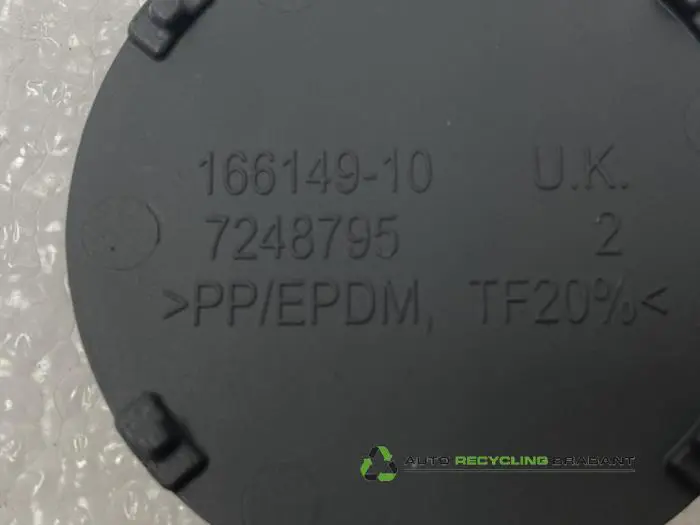 166149-10 U.K.
7248795 2
>PP/EPDM, TF20%<
AUTO RECYCLING BRABANT